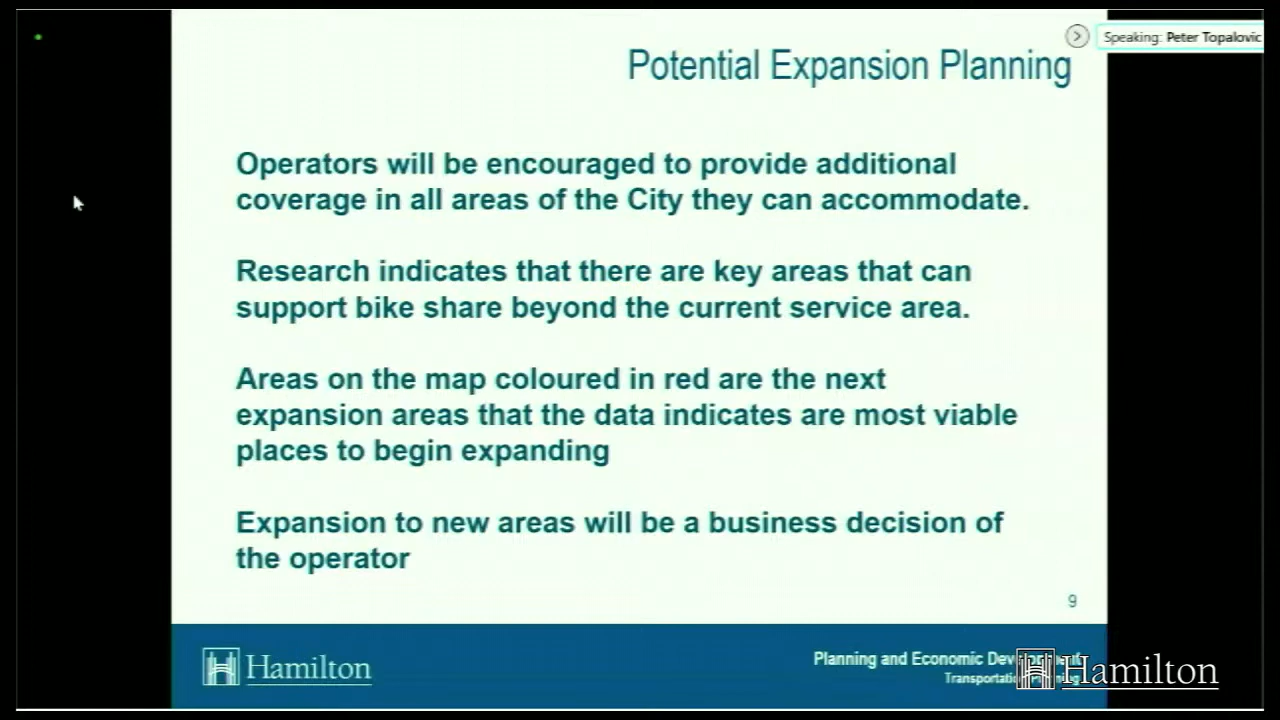 Speaking: Peter Topalovic
Potential Expansion Planning
Operators will be encouraged to provide additional
coverage in all areas of the City they can accommodate.
Research indicates that there are key areas that can
support bike share beyond the current service area.
Areas on the map coloured in red are the next
expansion areas that the data indicates are most viable
places to begin expanding
Expansion to new areas will be a business decision of
the operator
9
Hamilton
Planning and Economic
Hamilton